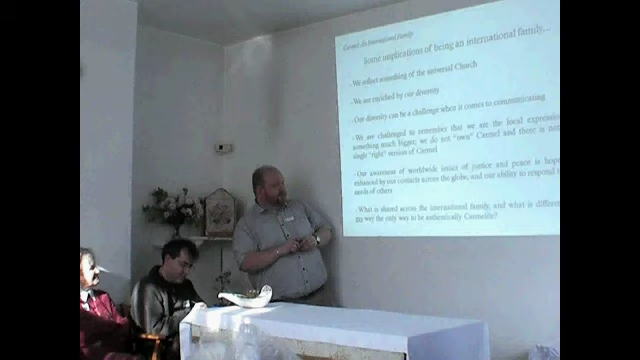 Carmel: An International Family
Some implications of being an international family...
- We reflect something of the universal Church
- We are enriched by our diversity
- Our diversity can be a challenge when it comes to communicating
- We are challenged to remember that we are the local expression
something much bigger; we do not "own" Carmel and there is not
single "right" version of Carmel
- Our awareness of worldwide issues of justice and peace is hope
enhanced by our contacts across the globe, and our ability to respond t
needs of others
- What is shared across the international family, and what is differe
my way the only way to be authentically Carmelite?